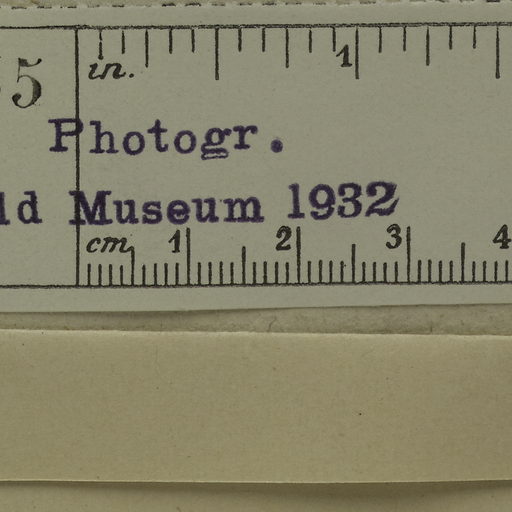 5
in. 1
Photogr.
ld Museum 1932
cm 1 2 3 4